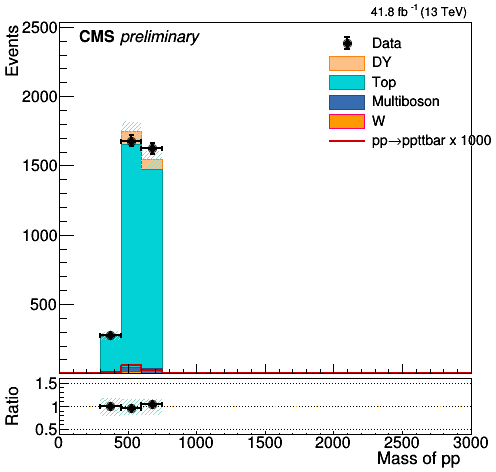 41.8 fb⁻¹ (13 TeV)
CMS preliminary
Events
2500
2000
1500
1000
500
Data
DY
Top
Multiboson
W
pp→ppttbar x 1000
Ratio
1.5
1
0.5
0 500 1000 1500 2000 2500 3000
Mass of pp